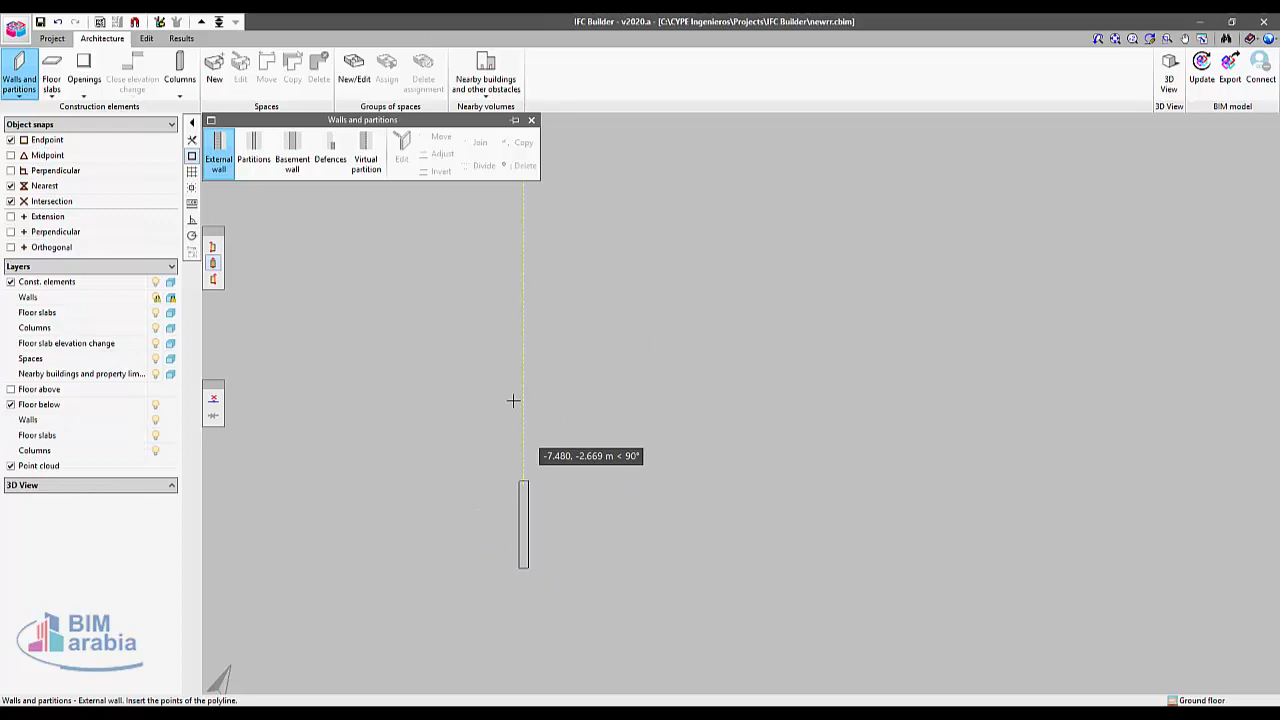 IFC Builder - v2020.a - [C:\CYPE Ingenieros\Projects\IFC Builder\newrr.cbim]
Project
Architecture
Edit
Results
Walls and partitions
Floor slabs
Openings
Close elevation change
Columns
New
Edit
Move
Copy
Delete
New/Edit
Assign
Delete assignment
Nearby buildings and other obstacles
3D View
Update
Export
Connect
Construction elements
Spaces
Groups of spaces
Nearby volumes
3D View
BIM model
Object snaps
Endpoint
Midpoint
Perpendicular
Nearest
Intersection
Extension
Perpendicular
Orthogonal
Layers
Const. elements
Walls
Floor slabs
Columns
Floor slab elevation change
Spaces
Nearby buildings and property lim...
Floor above
Floor below
Walls
Floor slabs
Columns
Point cloud
3D View
Walls and partitions
External wall
Partitions
Basement wall
Defences
Virtual partition
Edit
Move
Adjust
Invert
Join
Divide
Copy
Delete
-7.480, -2.669 m < 90°
BIM
arabia
Walls and partitions - External wall. Insert the points of the polyline.
Ground floor